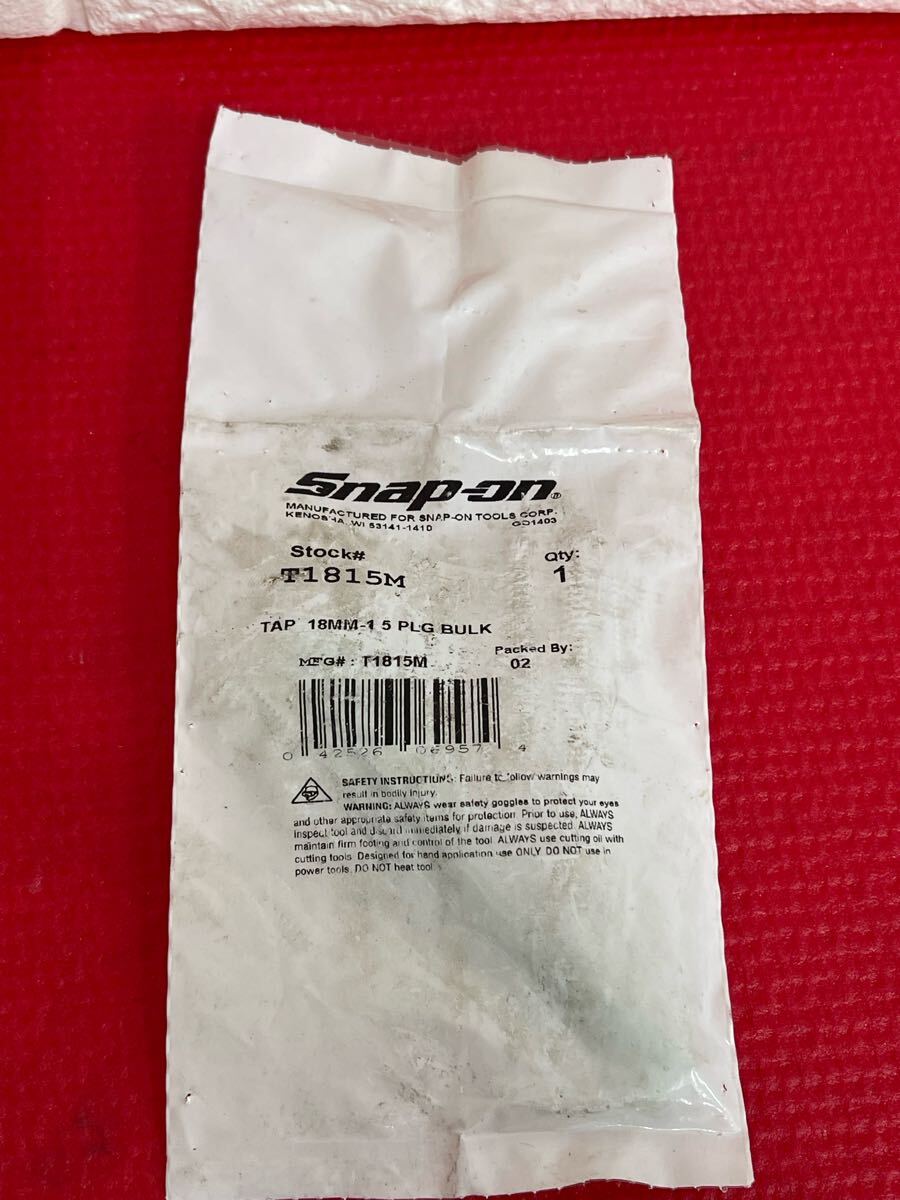 Snap-on®
MANUFACTURED FOR SNAP-ON TOOLS CORP.
KENOSHA, WI 53141-1410 GD1403
Stock# Qty:
T1815M 1
TAP 18MM-1 5 PLG BULK
Packed By:
MFG# : T1815M 02
0 42526 06957 4
SAFETY INSTRUCTIONS: Failure to follow warnings may
result in bodily injury.
WARNING: ALWAYS wear safety goggles to protect your eyes
and other appropriate safety items for protection. Prior to use, ALWAYS
inspect tool and discard immediately if damage is suspected. ALWAYS
maintain firm footing and control of the tool. ALWAYS use cutting oil with
cutting tools. Designed for hand application use ONLY. DO NOT use in
power tools. DO NOT heat tools